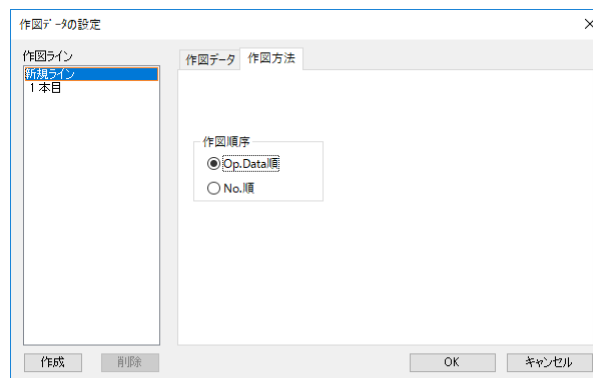 作図ﾃﾞｰﾀの設定
作図ライン
新規ライン
1本目
作図データ
作図方法
作図順序
Op.Data順
No.順
作成
削除
OK
キャンセル